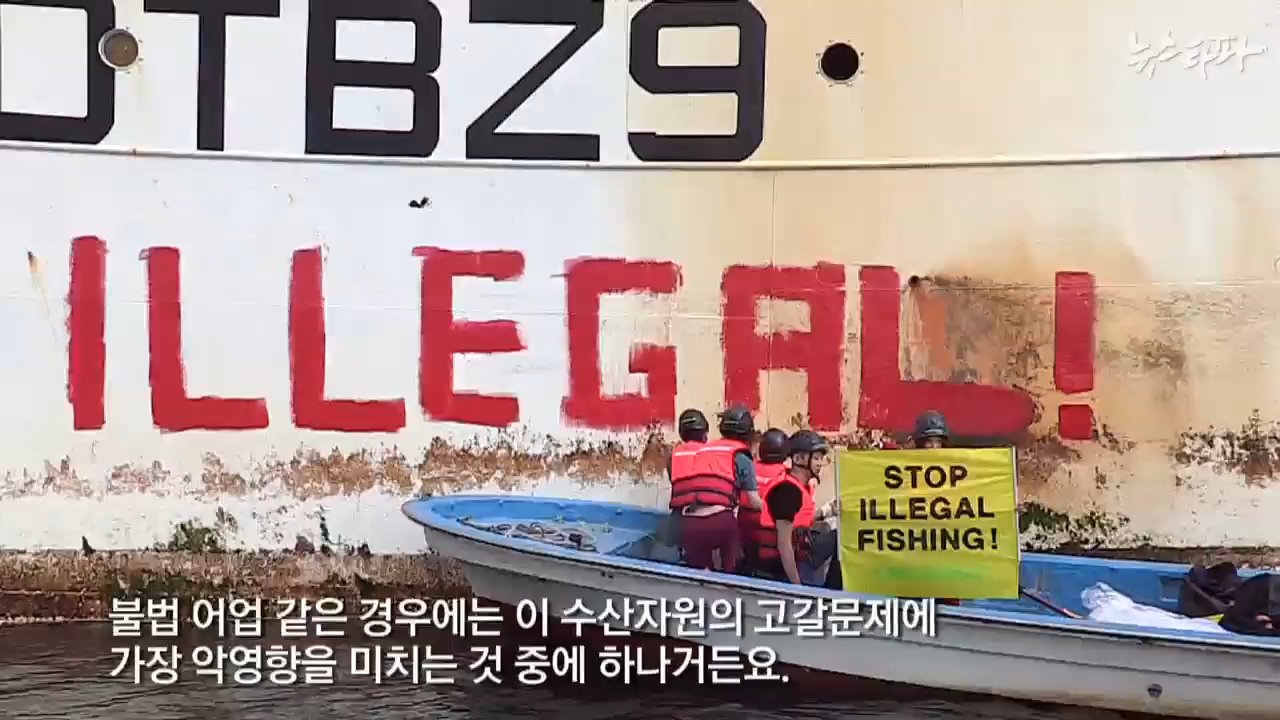 뉴스타파
DTBZ9
ILLEGAL!
STOP
ILLEGAL
FISHING!
불법 어업 같은 경우에는 이 수산자원의 고갈문제에
가장 악영향을 미치는 것 중에 하나거든요.